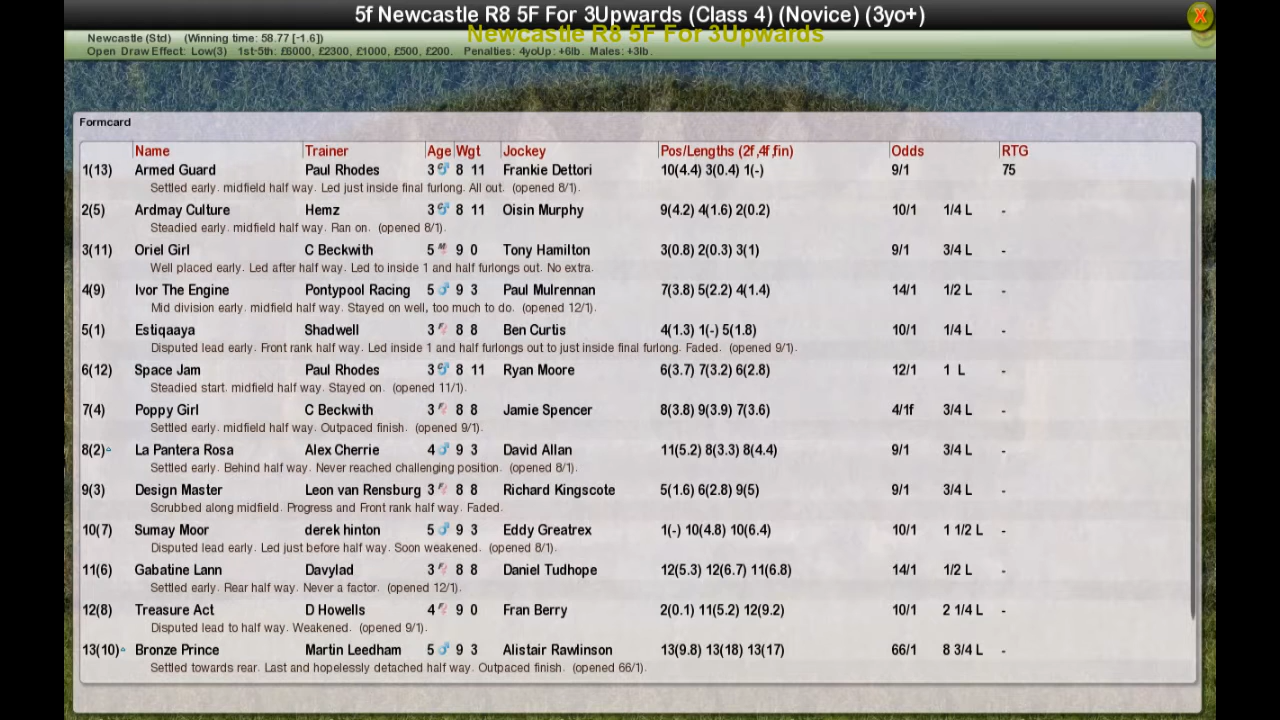 5f Newcastle R8 5F For 3Upwards (Class 4) (Novice) (3yo+)
Newcastle R8 5F For 3Upwards
Newcastle (Std) (Winning time: 58.77 [-1.6])
Open Draw Effect: Low(3) 1st-5th: £6000, £2300, £1000, £500, £200. Penalties: 4yoUp: +6lb. Males: +3lb.
Formcard
Name Trainer Age Wgt Jockey Pos/Lengths (2f,4f,fin) Odds RTG
1(13) Armed Guard Paul Rhodes 3 8 11 Frankie Dettori 10(4.4) 3(0.4) 1(-) 9/1 75
Settled early. midfield half way. Led just inside final furlong. All out. (opened 8/1).
2(5) Ardmay Culture Hemz 3 8 11 Oisin Murphy 9(4.2) 4(1.6) 2(0.2) 10/1 1/4 L -
Steadied early. midfield half way. Ran on. (opened 8/1).
3(11) Oriel Girl C Beckwith 5 9 0 Tony Hamilton 3(0.8) 2(0.3) 3(1) 9/1 3/4 L -
Well placed early. Led after half way. Led to inside 1 and half furlongs out. No extra.
4(9) Ivor The Engine Pontypool Racing 5 9 3 Paul Mulrennan 7(3.8) 5(2.2) 4(1.4) 14/1 1/2 L -
Mid division early. midfield half way. Stayed on well, too much to do. (opened 12/1).
5(1) Estiqaaya Shadwell 3 8 8 Ben Curtis 4(1.3) 1(-) 5(1.8) 10/1 1/4 L -
Disputed lead early. Front rank half way. Led inside 1 and half furlongs out to just inside final furlong. Faded. (opened 9/1).
6(12) Space Jam Paul Rhodes 3 8 11 Ryan Moore 6(3.7) 7(3.2) 6(2.8) 12/1 1 L -
Steadied start. midfield half way. Stayed on. (opened 11/1).
7(4) Poppy Girl C Beckwith 3 8 8 Jamie Spencer 8(3.8) 9(3.9) 7(3.6) 4/1f 3/4 L -
Settled early. midfield half way. Outpaced finish. (opened 9/1).
8(2) La Pantera Rosa Alex Cherrie 4 9 3 David Allan 11(5.2) 8(3.3) 8(4.4) 9/1 3/4 L -
Settled early. Behind half way. Never reached challenging position. (opened 8/1).
9(3) Design Master Leon van Rensburg 3 8 8 Richard Kingscote 5(1.6) 6(2.8) 9(5) 9/1 3/4 L -
Scrubbed along midfield. Progress and Front rank half way. Faded.
10(7) Sumay Moor derek hinton 5 9 3 Eddy Greatrex 1(-) 10(4.8) 10(6.4) 10/1 1 1/2 L -
Disputed lead early. Led just before half way. Soon weakened. (opened 8/1).
11(6) Gabatine Lann Davylad 3 8 8 Daniel Tudhope 12(5.3) 12(6.7) 11(6.8) 14/1 1/2 L -
Settled early. Rear half way. Never a factor. (opened 12/1).
12(8) Treasure Act D Howells 4 9 0 Fran Berry 2(0.1) 11(5.2) 12(9.2) 10/1 2 1/4 L -
Disputed lead to half way. Weakened. (opened 9/1).
13(10) Bronze Prince Martin Leedham 5 9 3 Alistair Rawlinson 13(9.8) 13(18) 13(17) 66/1 8 3/4 L -
Settled towards rear. Last and hopelessly detached half way. Outpaced finish. (opened 66/1).